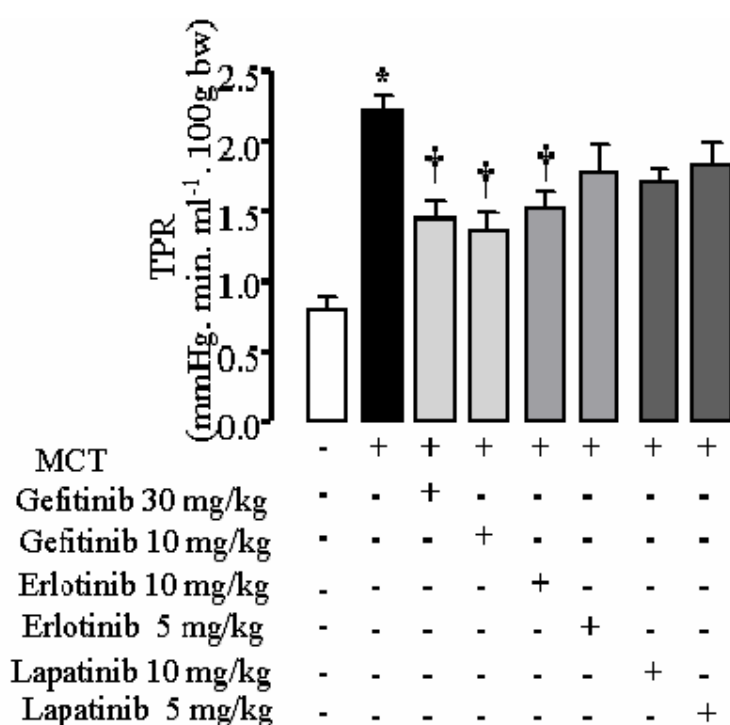 TPR
(mmHg. min. ml⁻¹. 100g bw)
2.5
2.0
1.5
1.0
0.5
0.0
*
† † †
MCT - + + + + + + +
Gefitinib 30 mg/kg - - + - - - - -
Gefitinib 10 mg/kg - - - + - - - -
Erlotinib 10 mg/kg - - - - + - - -
Erlotinib 5 mg/kg - - - - - + - -
Lapatinib 10 mg/kg - - - - - - + -
Lapatinib 5 mg/kg - - - - - - - +